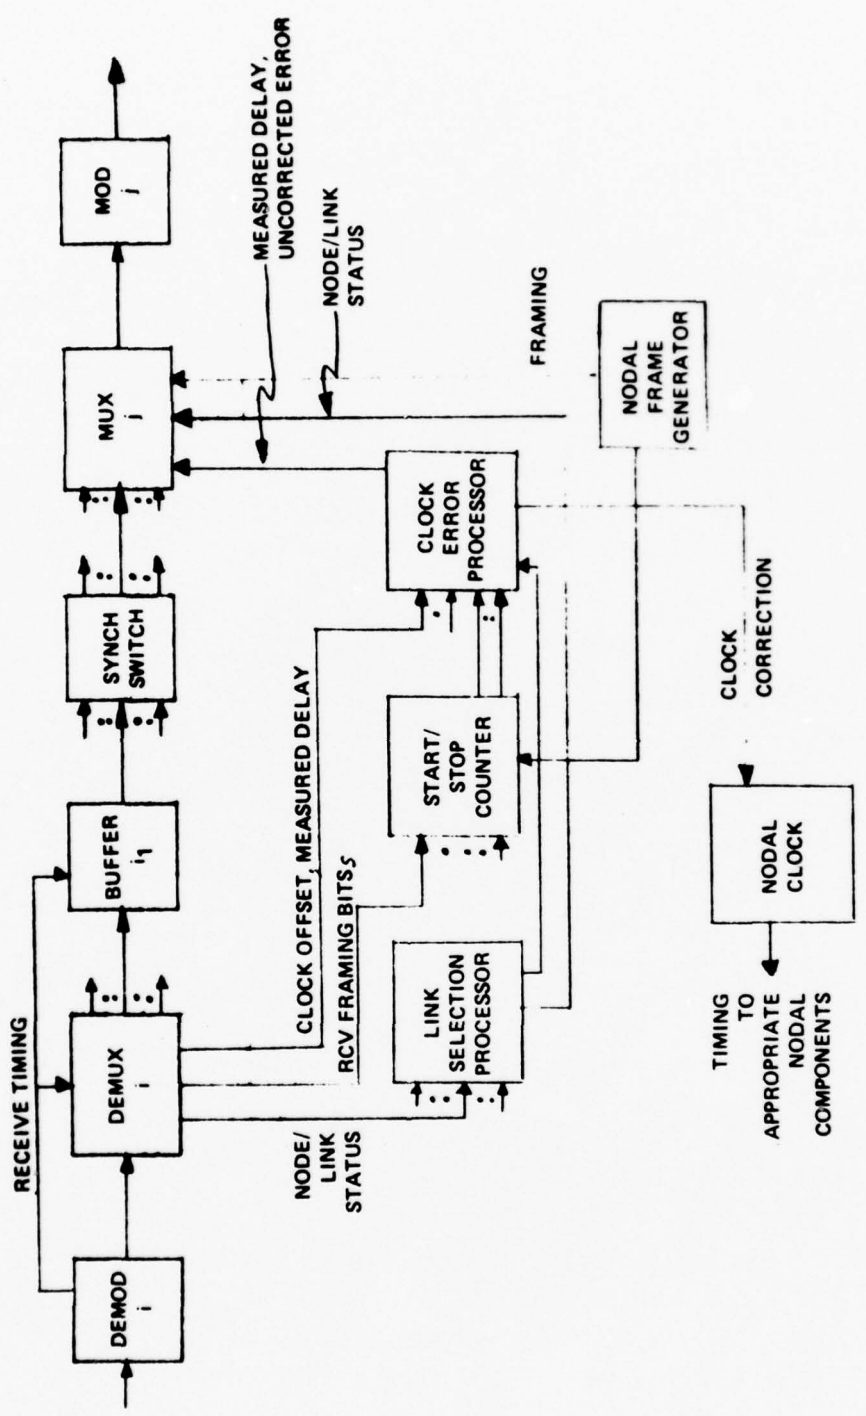 RECEIVE TIMING
DEMOD
i
DEMUX
i
BUFFER
i1
SYNCH
SWITCH
MUX
j
MOD
j
NODE/
LINK
STATUS
CLOCK OFFSET, MEASURED DELAY
RCV FRAMING BITS
MEASURED DELAY,
UNCORRECTED ERROR
NODE/LINK
STATUS
LINK
SELECTION
PROCESSOR
START/
STOP
COUNTER
CLOCK
ERROR
PROCESSOR
FRAMING
NODAL
FRAME
GENERATOR
CLOCK
CORRECTION
NODAL
CLOCK
TIMING
TO
APPROPRIATE
NODAL
COMPONENTS